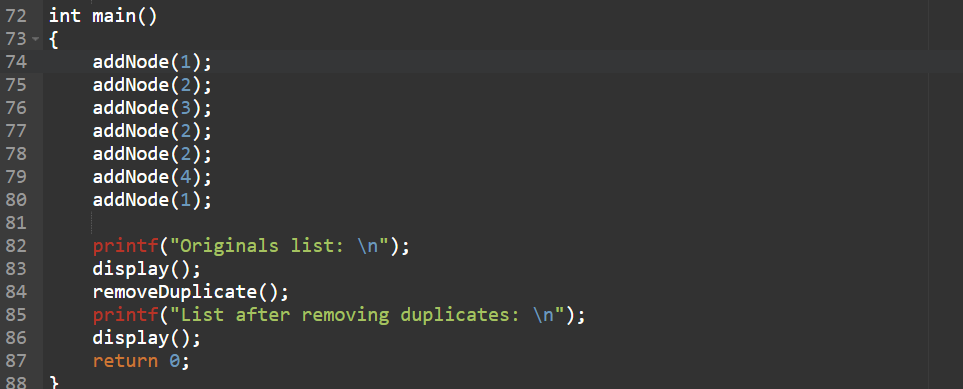 72 int main()
73 {
74     addNode(1);
75     addNode(2);
76     addNode(3);
77     addNode(2);
78     addNode(2);
79     addNode(4);
80     addNode(1);
81
82     printf("Originals list: \n");
83     display();
84     removeDuplicate();
85     printf("List after removing duplicates: \n");
86     display();
87     return 0;
88 }